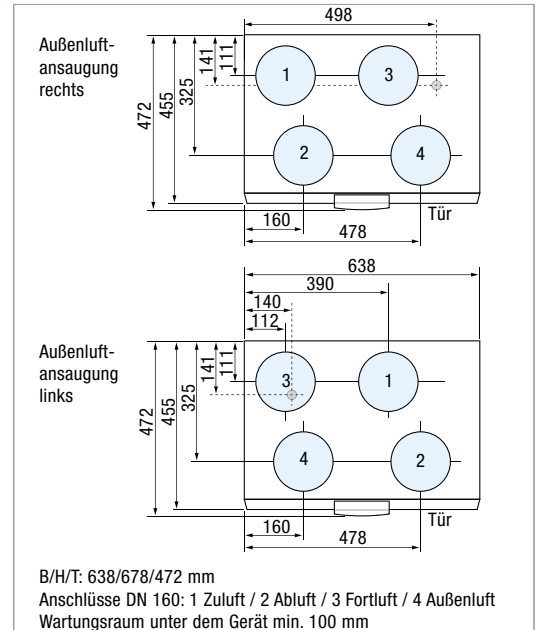 498
Außenluft-
ansaugung
rechts
472
455
325
141
111
1
3
2
4
160
Tür
478
638
390
140
112
Außenluft-
ansaugung
links
472
455
325
141
111
3
1
4
2
160
Tür
478
B/H/T: 638/678/472 mm
Anschlüsse DN 160: 1 Zuluft / 2 Abluft / 3 Fortluft / 4 Außenluft
Wartungsraum unter dem Gerät min. 100 mm